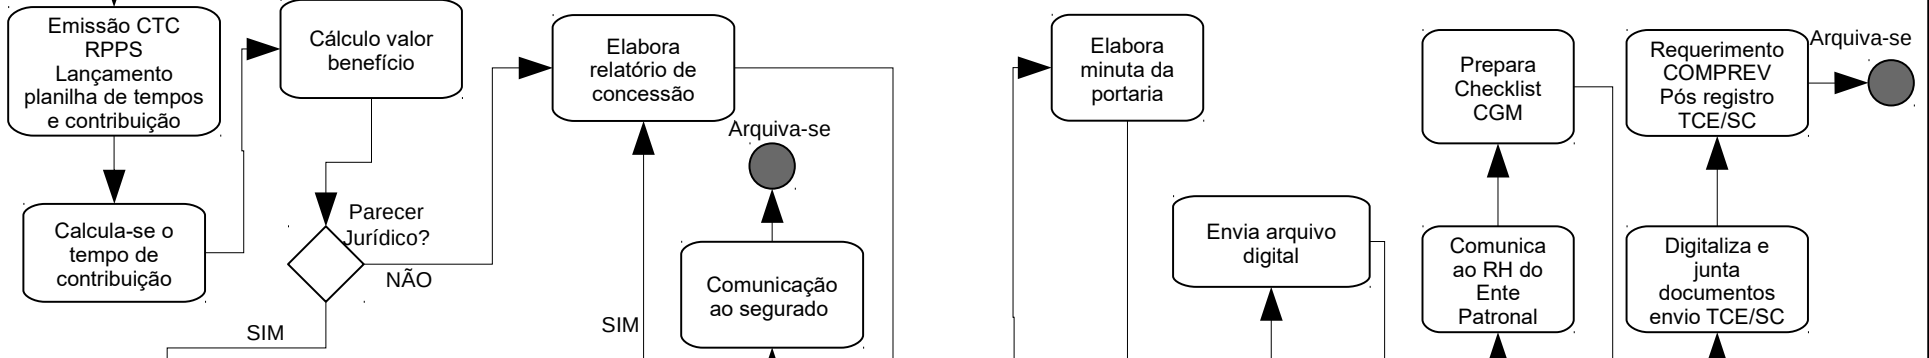 Emissão CTC
RPPS
Lançamento
planilha de tempos
e contribuição
Calcula-se o
tempo de
contribuição
Cálculo valor
benefício
Parecer
Jurídico?
NÃO
SIM
Elabora
relatório de
concessão
SIM
Arquiva-se
Comunicação
ao segurado
Elabora
minuta da
portaria
Envia arquivo
digital
Prepara
Checklist
CGM
Comunica
ao RH do
Ente
Patronal
Requerimento
COMPREV
Pós registro
TCE/SC
Arquiva-se
Digitaliza e
junta
documentos
envio TCE/SC